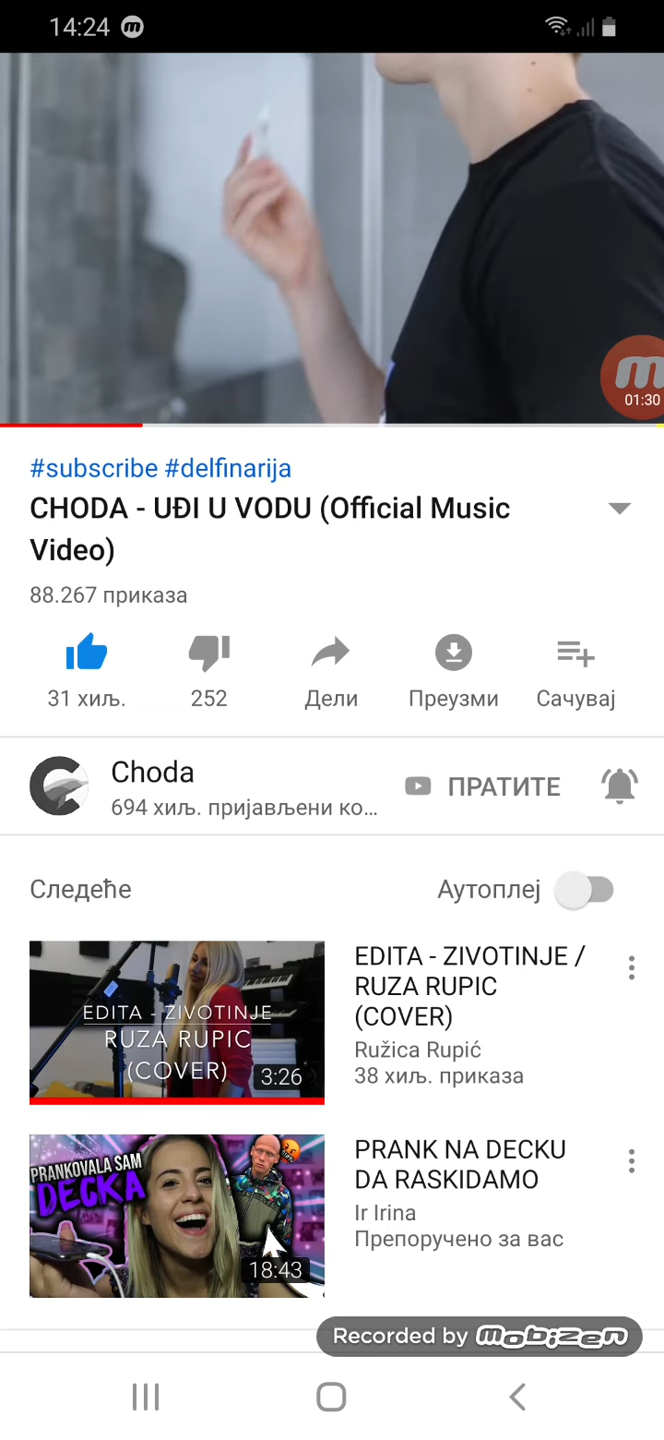 14:24
01:30
#subscribe #delfinarija
CHODA - UĐI U VODU (Official Music
Video)
88.267 приказа
31 хиљ.
252
Дели
Преузми
Сачувај
Choda
694 хиљ. пријављени ко...
ПРАТИТЕ
Следеће
Аутоплеј
EDITA - ZIVOTINJE
RUZA RUPIC
(COVER)
3:26
EDITA - ZIVOTINJE /
RUZA RUPIC
(COVER)
Ružica Rupić
38 хиљ. приказа
PRANKOVALA SAM
DECKA
18:43
PRANK NA DECKU
DA RASKIDAMO
Ir Irina
Препоручено за вас
Recorded by mobizen